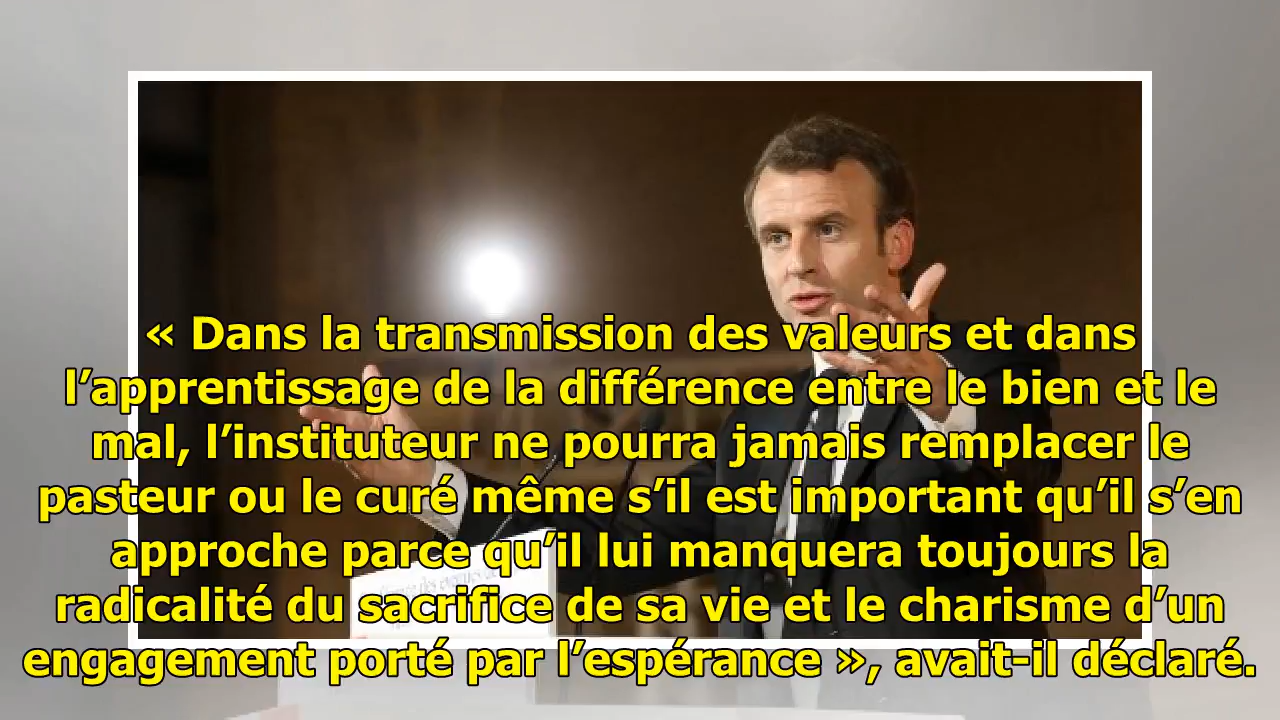 « Dans la transmission des valeurs et dans
l’apprentissage de la différence entre le bien et le
mal, l’instituteur ne pourra jamais remplacer le
pasteur ou le curé même s’il est important qu’il s’en
approche parce qu’il lui manquera toujours la
radicalité du sacrifice de sa vie et le charisme d’un
engagement porté par l’espérance », avait-il déclaré.